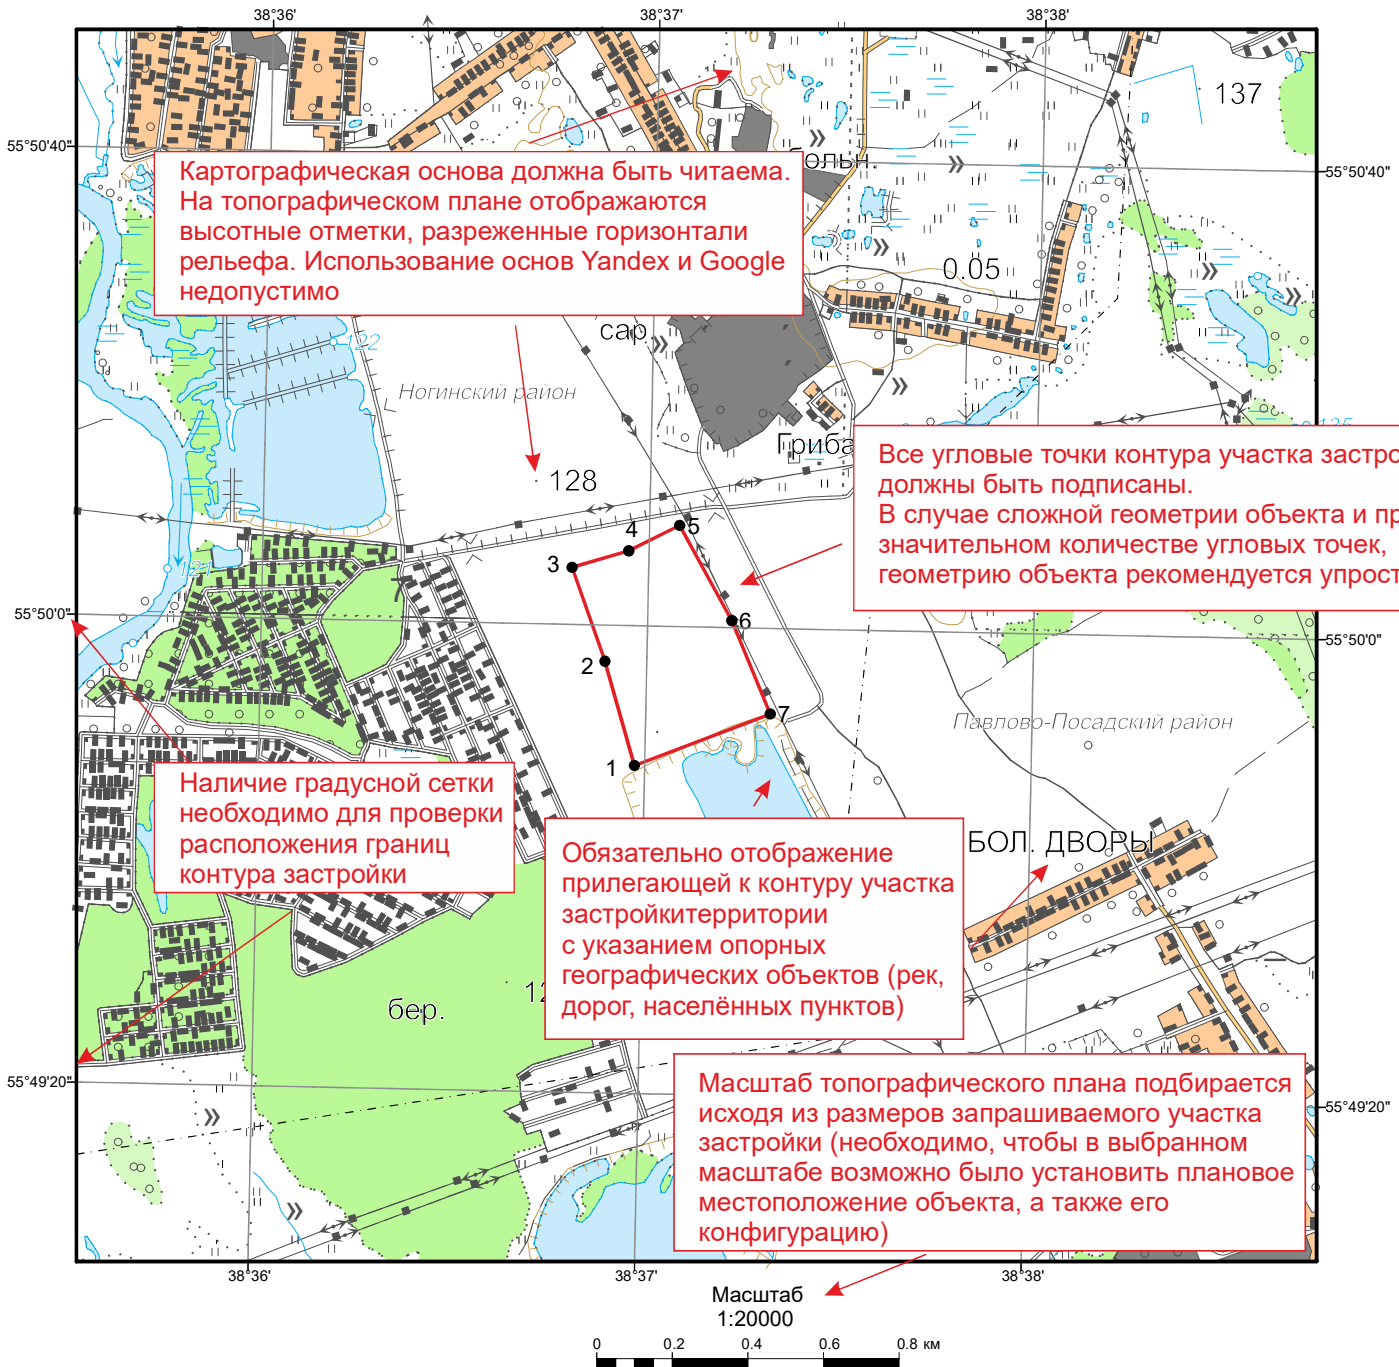 38°36'
38°37'
38°38'
137
55°50'40"
55°50'40"
больн.
Картографическая основа должна быть читаема.
На топографическом плане отображаются
высотные отметки, разреженные горизонтали
рельефа. Использование основ Yandex и Google
недопустимо
0.05
сар.
122
Ногинский район
125
Гриба
Все угловые точки контура участка застро
должны быть подписаны.
В случае сложной геометрии объекта и пр
значительном количестве угловых точек,
геометрию объекта рекомендуется упрост
128
5
4
3
121
55°50'0"
6
55°50'0"
2
7
Павлово-Посадский район
1
Наличие градусной сетки
необходимо для проверки
расположения границ
контура застройки
БОЛ. ДВОРЫ
Обязательно отображение
прилегающей к контуру участка
застройкитерритории
с указанием опорных
географических объектов (рек,
дорог, населённых пунктов)
12
бер.
55°49'20"
55°49'20"
Масштаб топографического плана подбирается
исходя из размеров запрашиваемого участка
застройки (необходимо, чтобы в выбранном
масштабе возможно было установить плановое
местоположение объекта, а также его
конфигурацию)
38°36'
38°37'
38°38'
Масштаб
1:20000
0 0.2 0.4 0.6 0.8 км